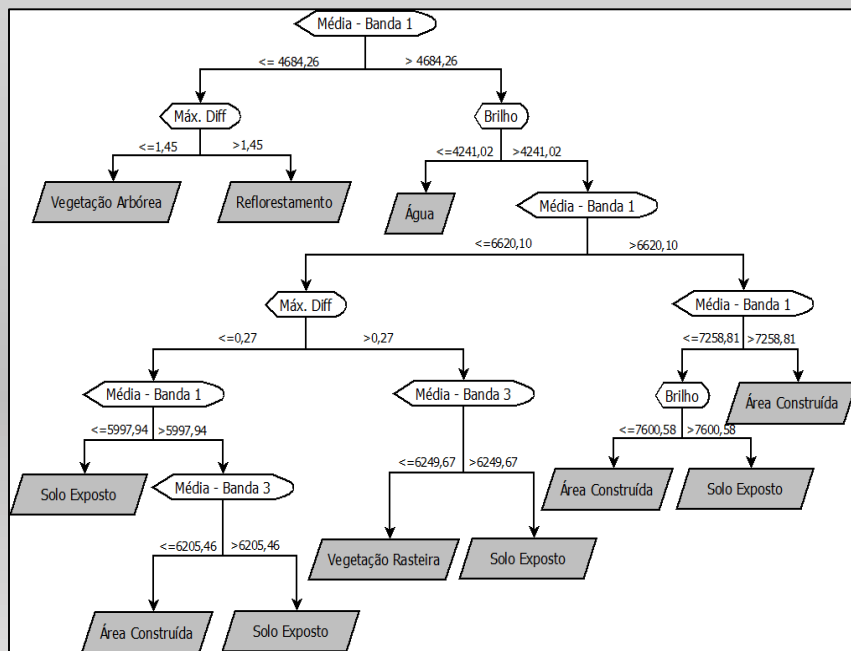 Média - Banda 1
<= 4684,26
> 4684,26
Máx. Diff
Brilho
<=1,45
>1,45
<=4241,02
>4241,02
Vegetação Arbórea
Reflorestamento
Água
Média - Banda 1
<=6620,10
>6620,10
Máx. Diff
Média - Banda 1
<=0,27
>0,27
<=7258,81
>7258,81
Média - Banda 1
Média - Banda 3
Brilho
Área Construída
<=5997,94
>5997,94
<=7600,58
>7600,58
<=6249,67
>6249,67
Solo Exposto
Média - Banda 3
Área Construída
Solo Exposto
<=6205,46
>6205,46
Vegetação Rasteira
Solo Exposto
Área Construída
Solo Exposto